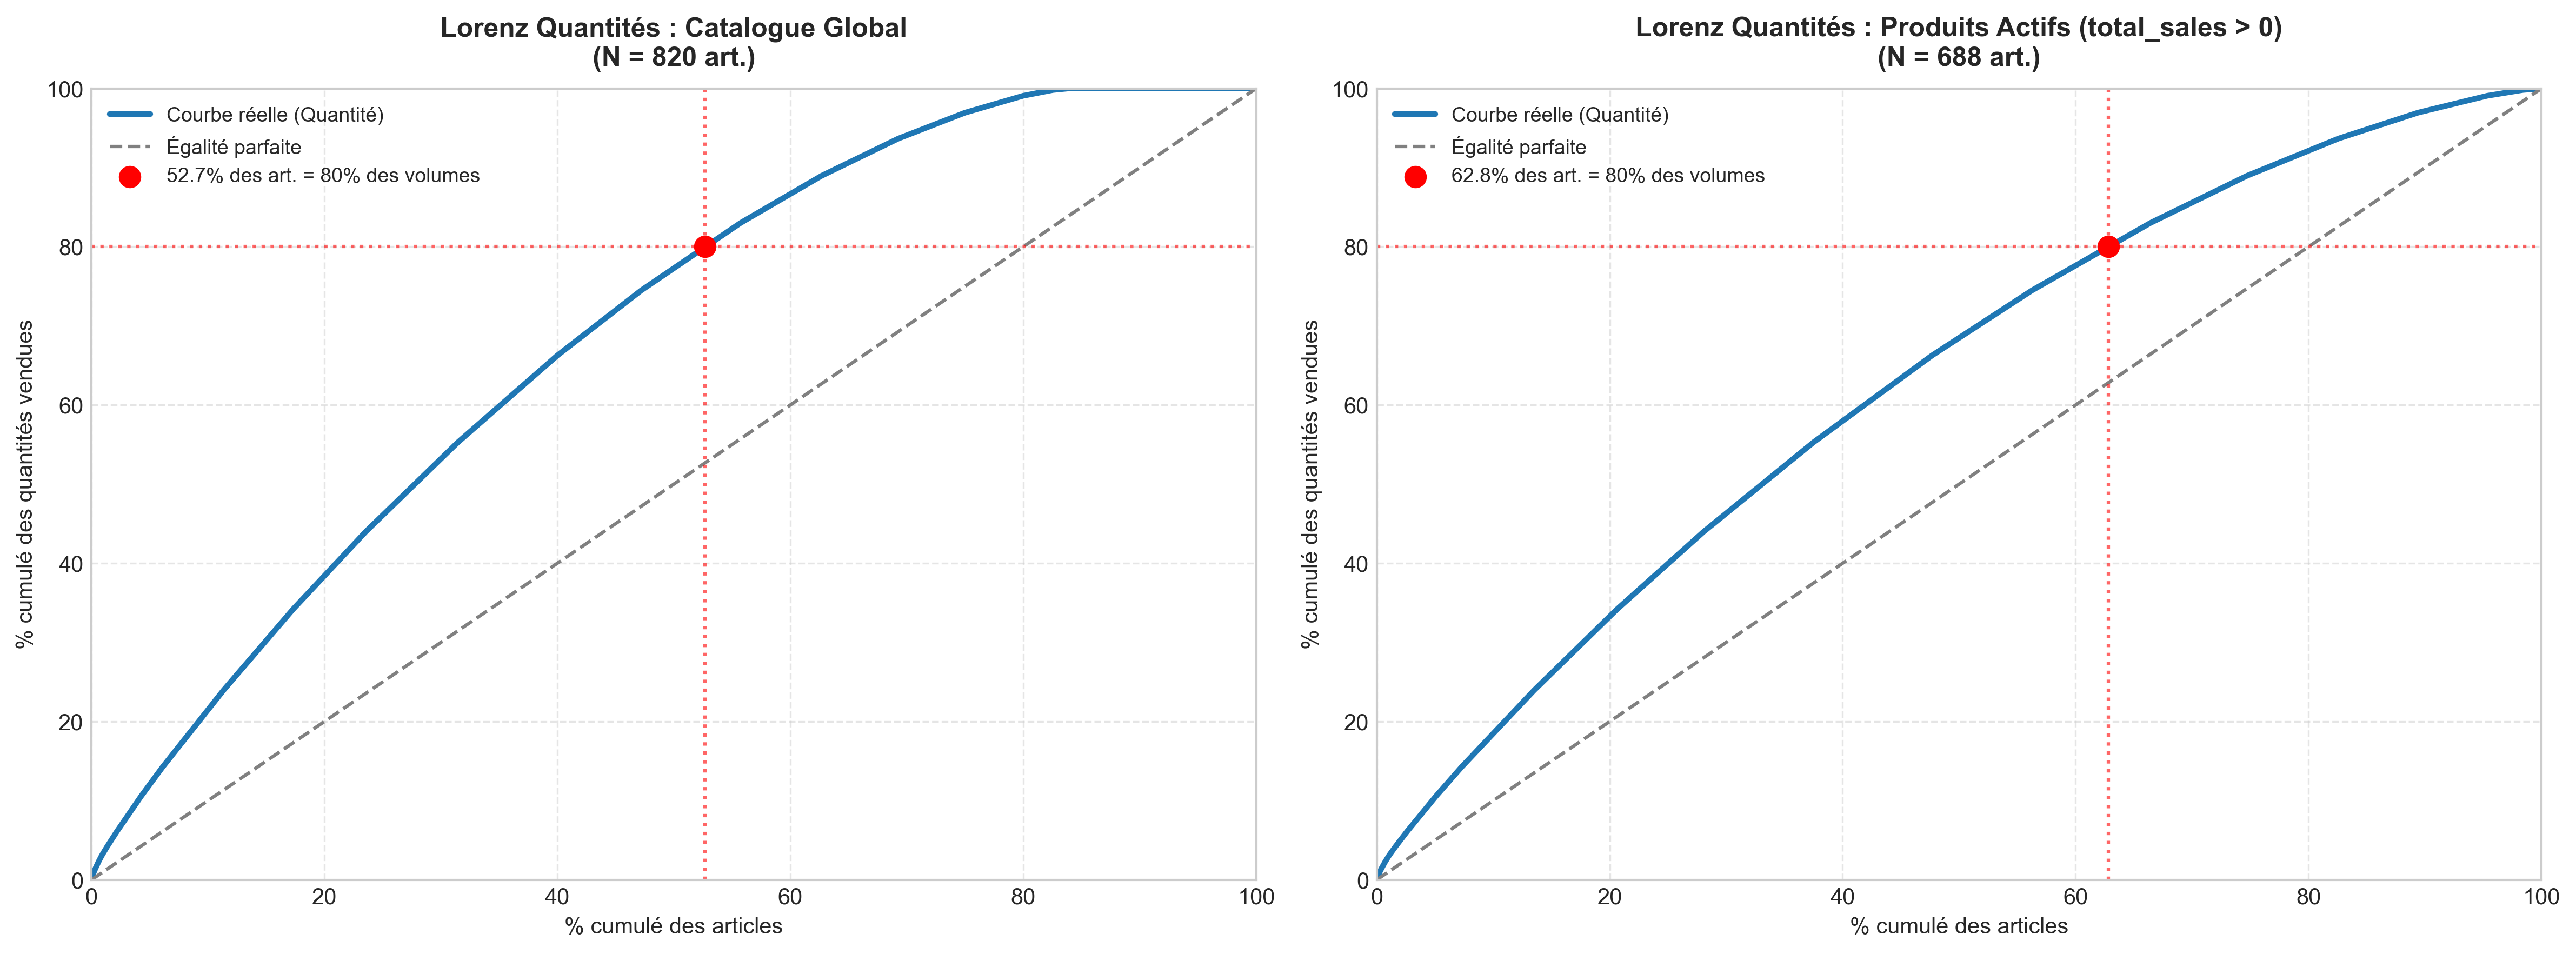 Lorenz Quantités : Catalogue Global
(N = 820 art.)
100
80
60
40
20
0
% cumulé des quantités vendues
Courbe réelle (Quantité)
Égalité parfaite
52.7% des art. = 80% des volumes
0 20 40 60 80 100
% cumulé des articles
Lorenz Quantités : Produits Actifs (total_sales > 0)
(N = 688 art.)
100
80
60
40
20
0
% cumulé des quantités vendues
Courbe réelle (Quantité)
Égalité parfaite
62.8% des art. = 80% des volumes
0 20 40 60 80 100
% cumulé des articles